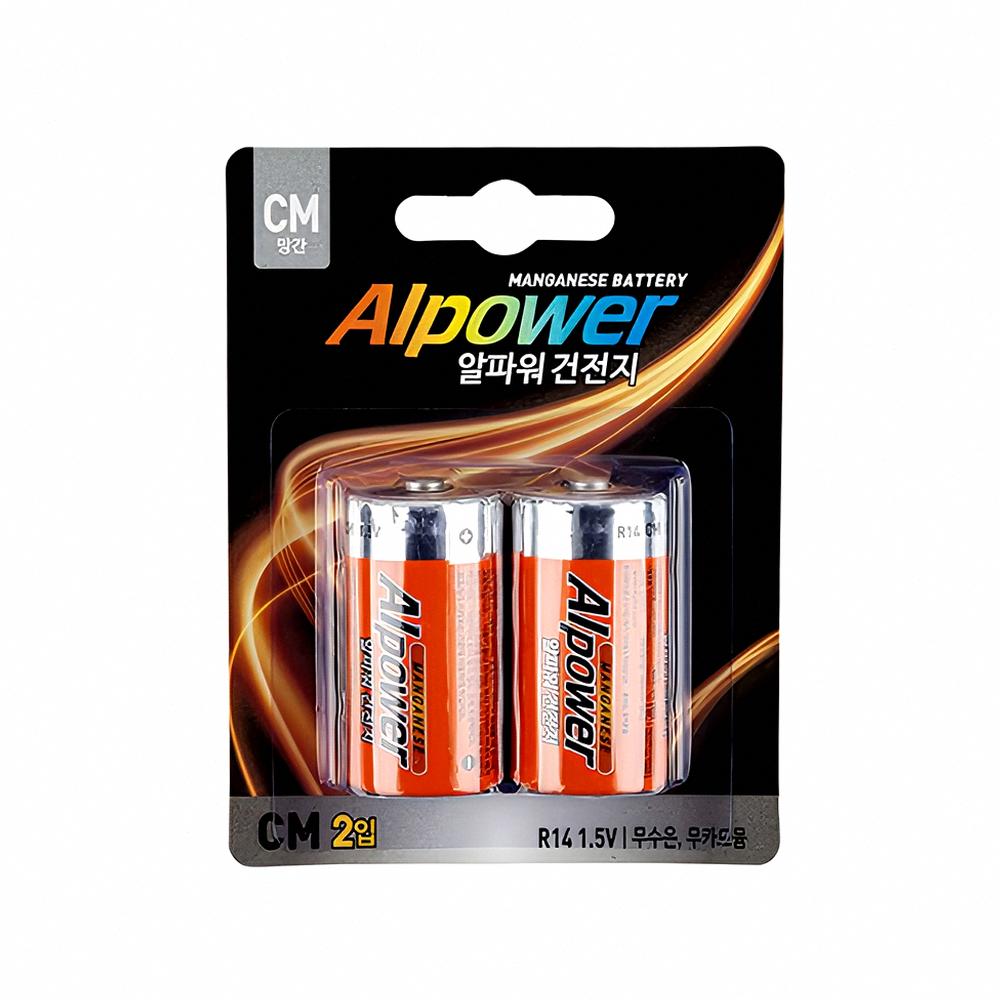 CM
망간
MANGANESE BATTERY
Alpower
알파워 건전지
R14 CM
Alpower
MANGANESE
알파워 건전지
Alpower
MANGANESE
알파워 건전지
CM 2입
R14 1.5V | 무수은, 무카드뮴